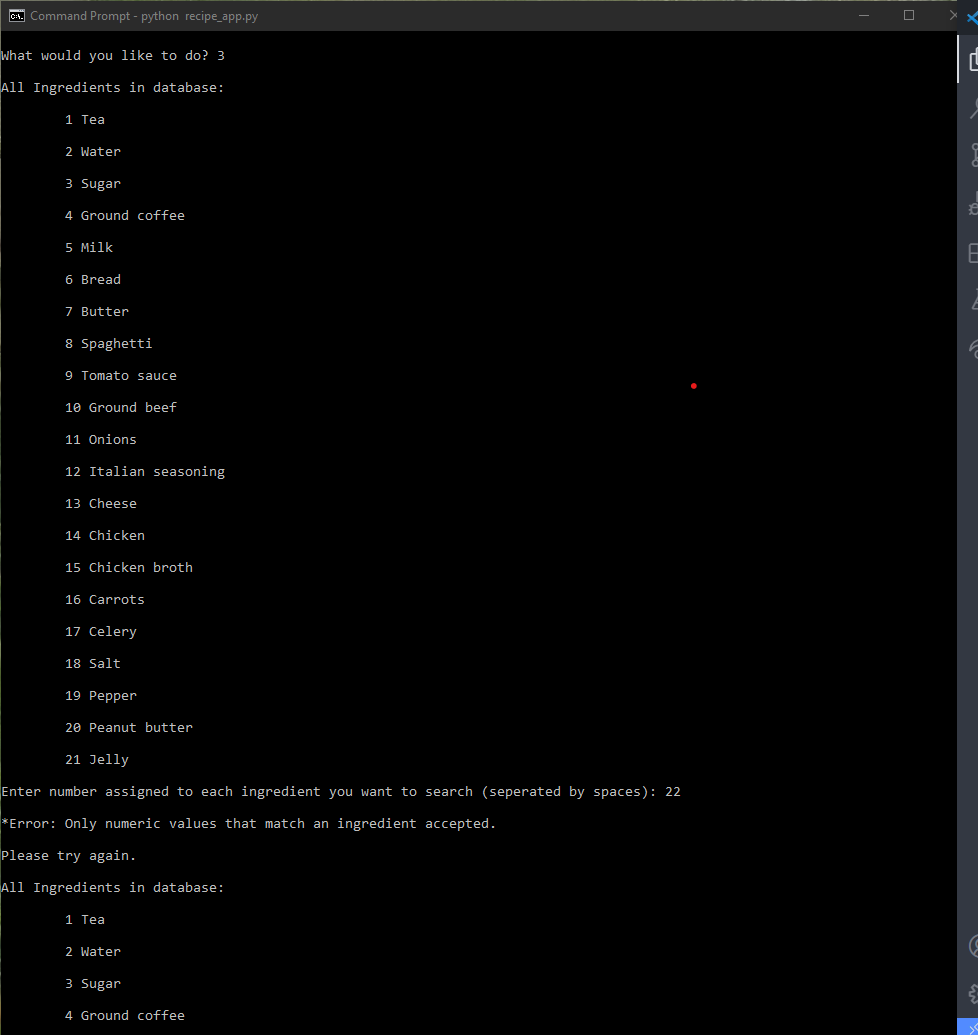 Command Prompt - python recipe_app.py
What would you like to do? 3
All Ingredients in database:
1 Tea
2 Water
3 Sugar
4 Ground coffee
5 Milk
6 Bread
7 Butter
8 Spaghetti
9 Tomato sauce
10 Ground beef
11 Onions
12 Italian seasoning
13 Cheese
14 Chicken
15 Chicken broth
16 Carrots
17 Celery
18 Salt
19 Pepper
20 Peanut butter
21 Jelly
Enter number assigned to each ingredient you want to search (seperated by spaces): 22
*Error: Only numeric values that match an ingredient accepted.
Please try again.
All Ingredients in database:
1 Tea
2 Water
3 Sugar
4 Ground coffee